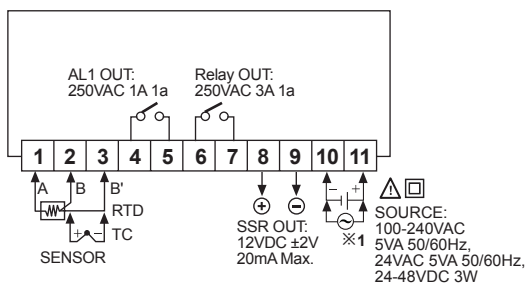 AL1 OUT:
250VAC 1A 1a
Relay OUT:
250VAC 3A 1a
1 2 3 4 5 6 7 8 9 10 11
A B B'
RTD
+ - TC
SENSOR
+ -
SSR OUT:
12VDC ±2V
20mA Max.
- +
※1
SOURCE:
100-240VAC
5VA 50/60Hz,
24VAC 5VA 50/60Hz,
24-48VDC 3W